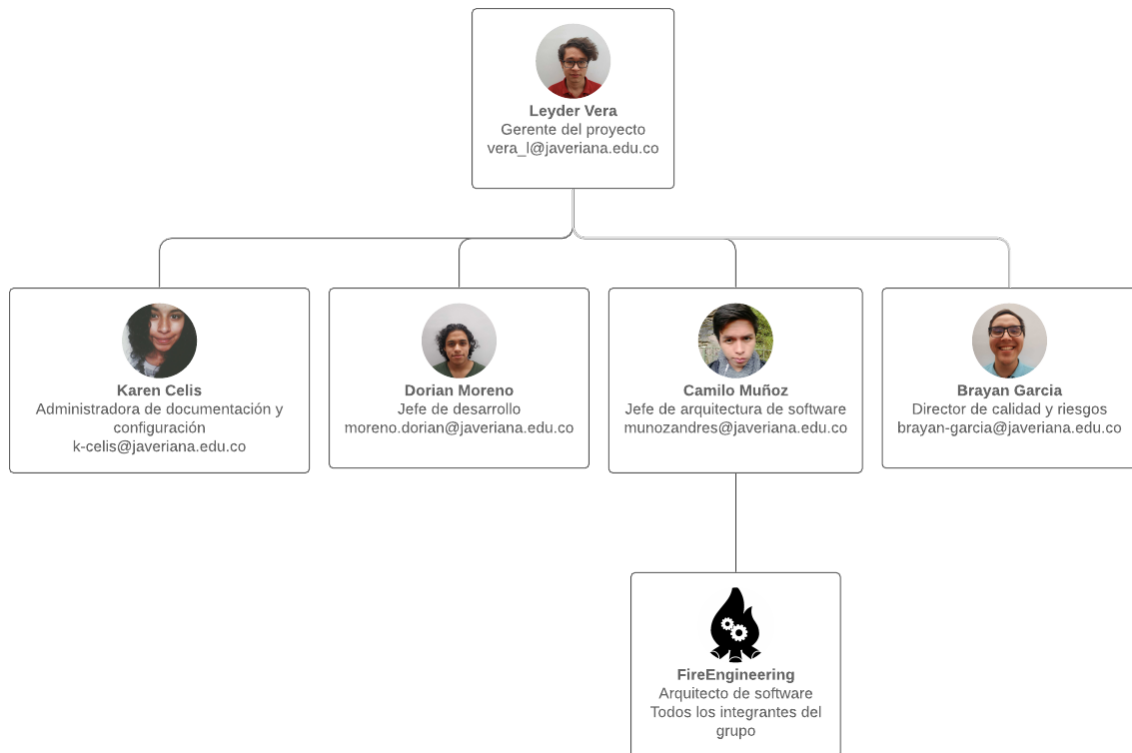 Leyder Vera
Gerente del proyecto
vera_l@javeriana.edu.co
Karen Celis
Administradora de documentación y
configuración
k-celis@javeriana.edu.co
Dorian Moreno
Jefe de desarrollo
moreno.dorian@javeriana.edu.co
Camilo Muñoz
Jefe de arquitectura de software
munozandres@javeriana.edu.co
Brayan Garcia
Director de calidad y riesgos
brayan-garcia@javeriana.edu.co
FireEngineering
Arquitecto de software
Todos los integrantes del
grupo